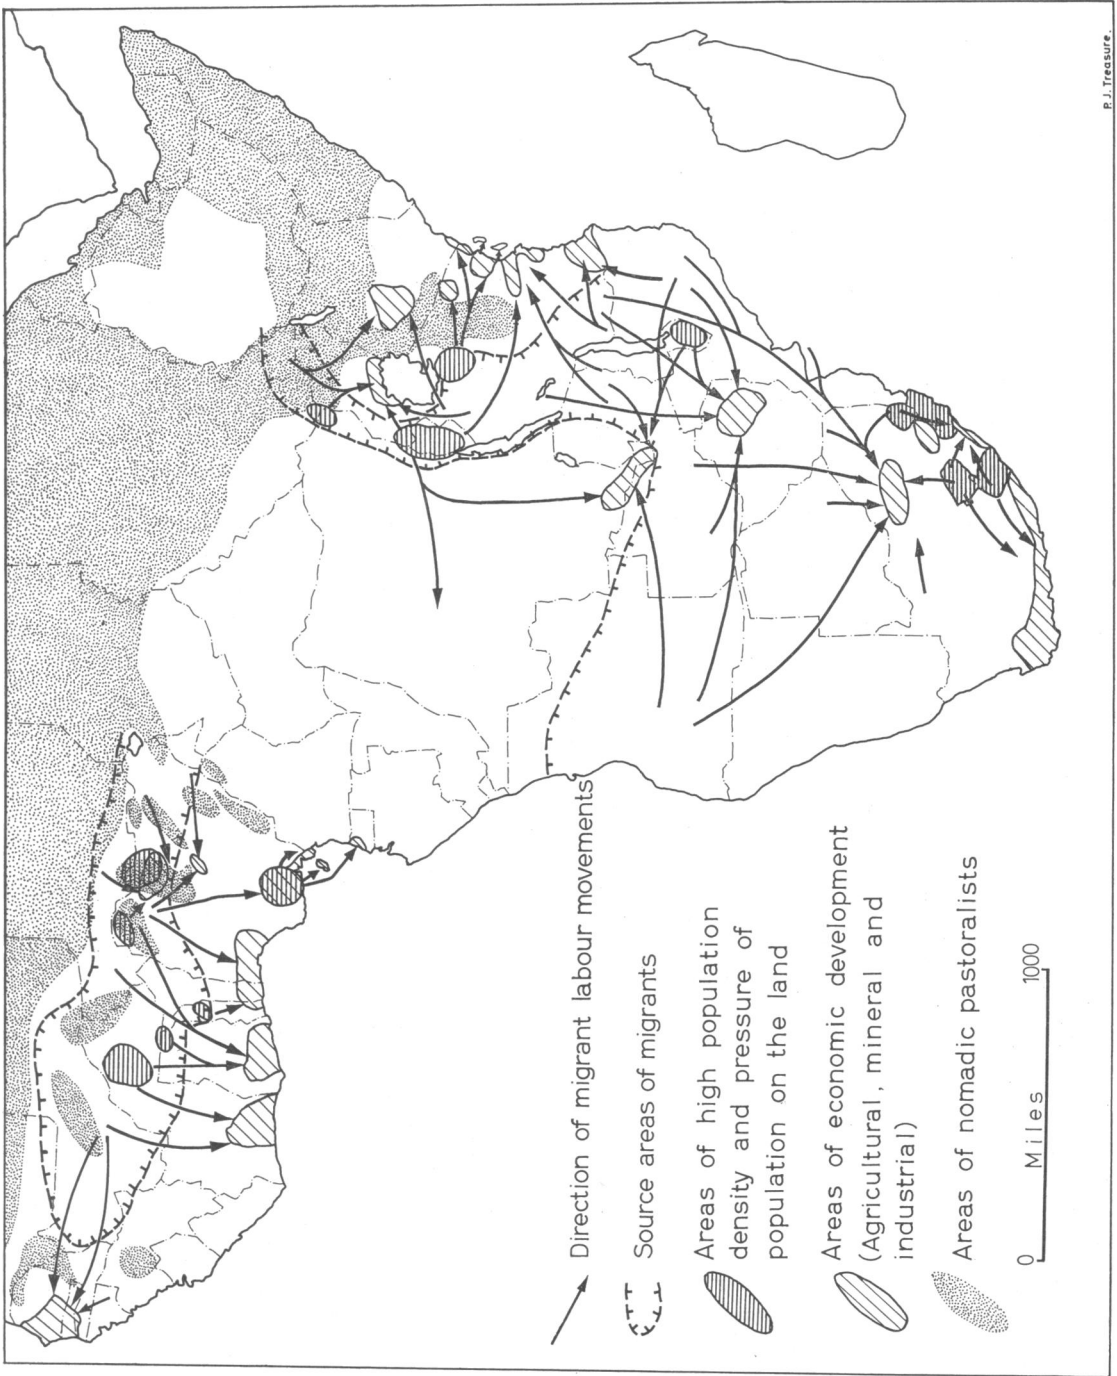 Direction of migrant labour movements
Source areas of migrants
Areas of high population
density and pressure of
population on the land
Areas of economic development
(Agricultural, mineral and
industrial)
Areas of nomadic pastoralists
0 Miles 1000
P.J. Treasure.